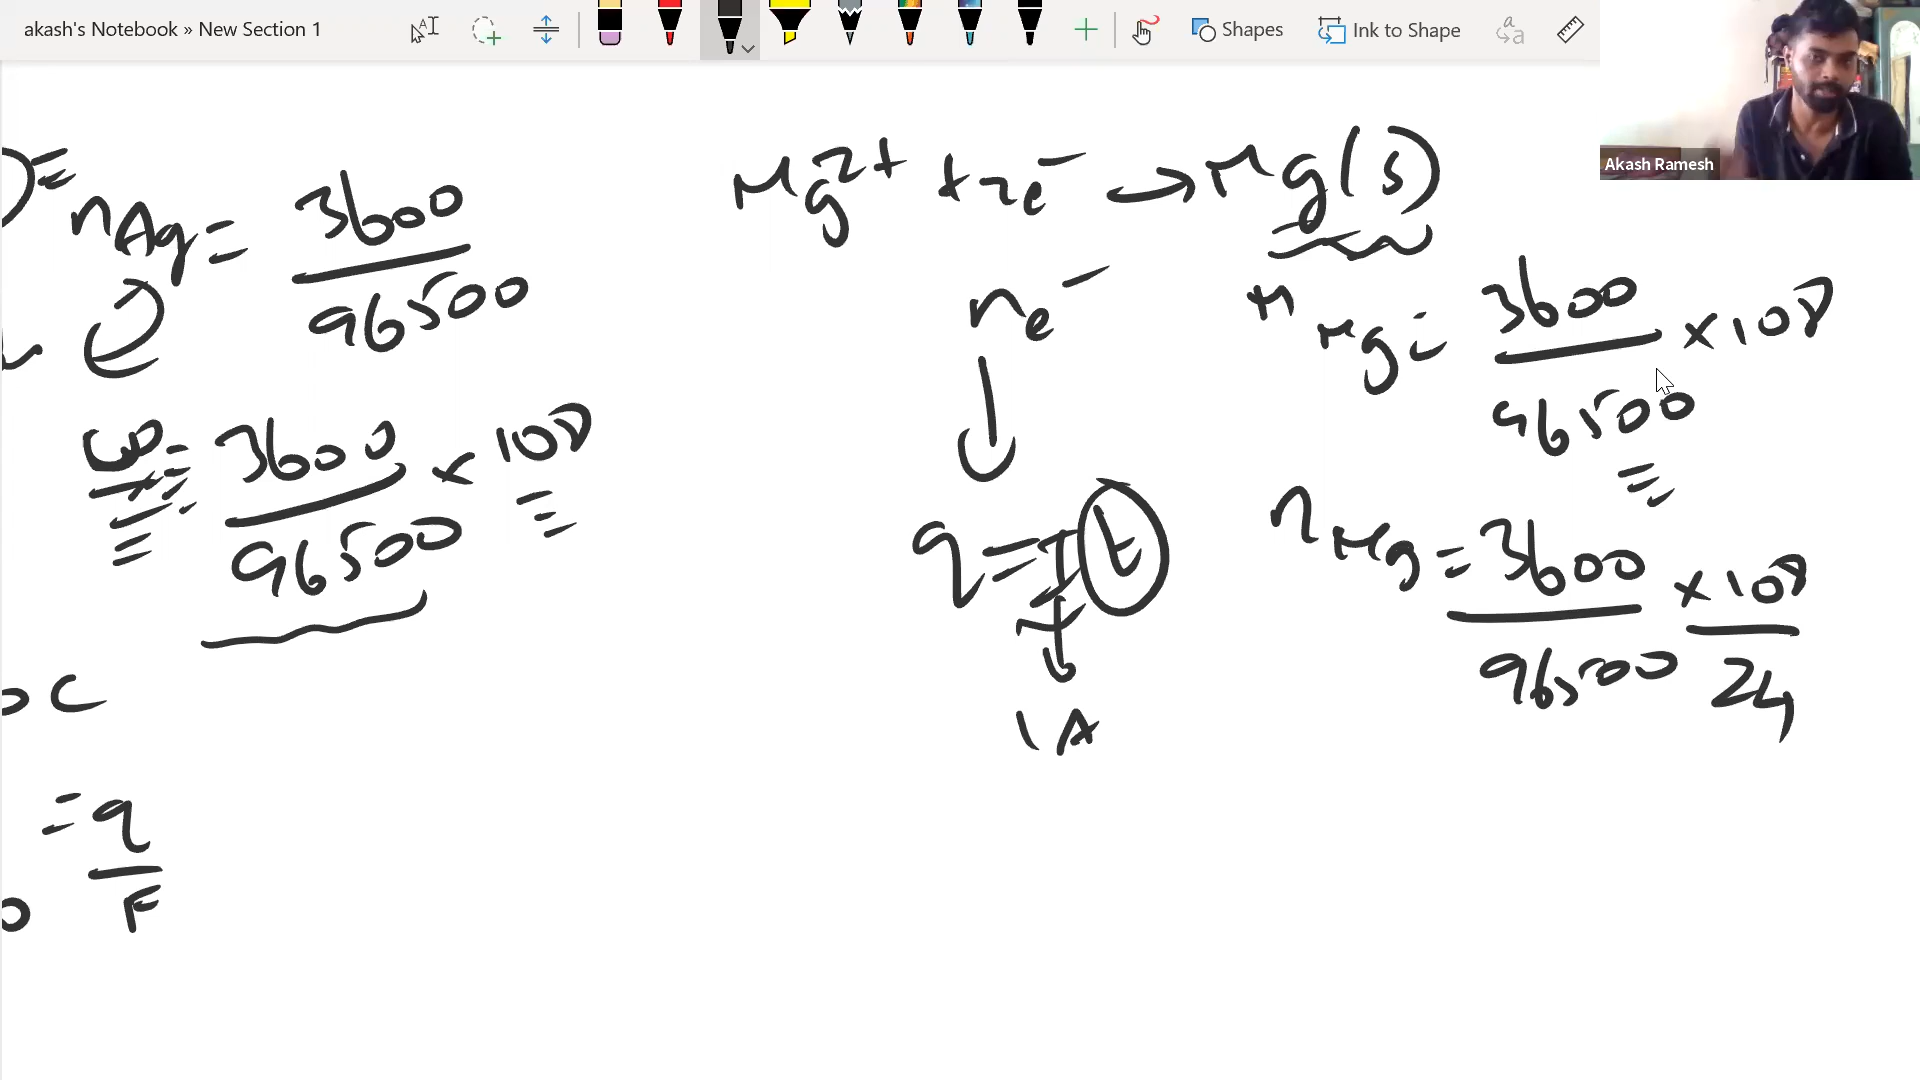 akash's Notebook » New Section 1
Shapes
Ink to Shape
Akash Ramesh
nAg = 3600
96500
W = 3600 × 108
96500
C
= q
F
Mg2+ + 2e- → Mg(s)
ne-
q = It
1A
MMg = 3600 × 108
96500
nMg = 3600 × 108
96500 24